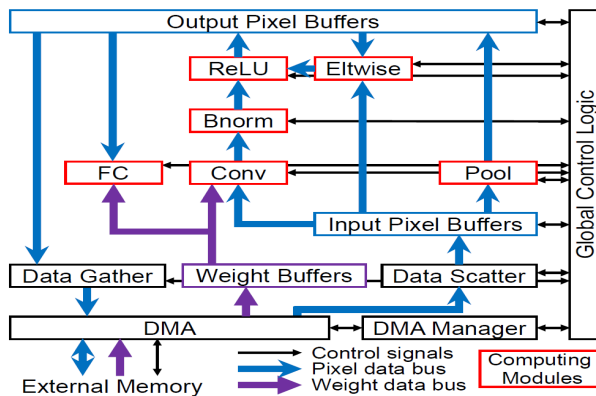 Output Pixel Buffers
ReLU
Eltwise
Bnorm
FC
Conv
Pool
Input Pixel Buffers
Global Control Logic
Data Gather
Weight Buffers
Data Scatter
DMA
DMA Manager
External Memory
Control signals
Pixel data bus
Weight data bus
Computing
Modules